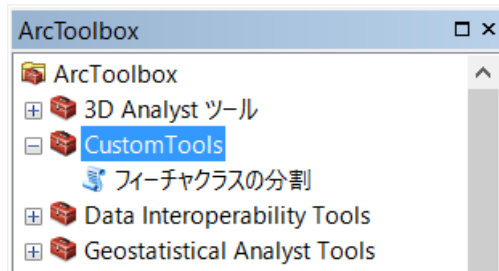 ArcToolbox
ArcToolbox
3D Analyst ツール
CustomTools
フィーチャクラスの分割
Data Interoperability Tools
Geostatistical Analyst Tools